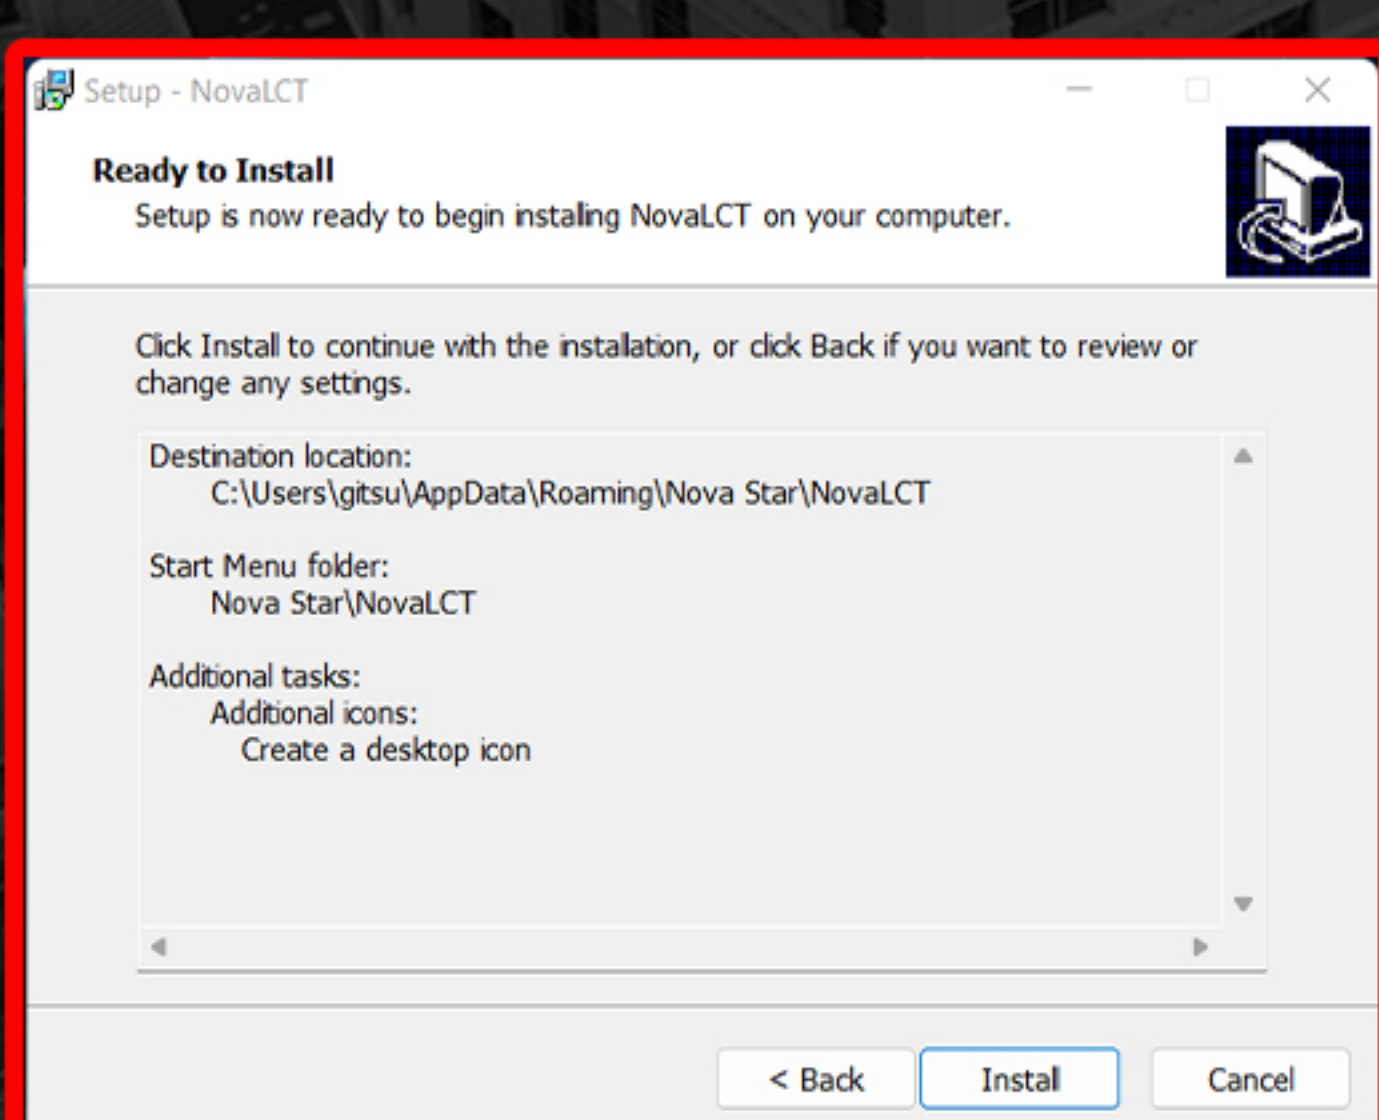 Setup - NovaLCT
Ready to Install
Setup is now ready to begin installing NovaLCT on your computer.
Click Install to continue with the installation, or click Back if you want to review or
change any settings.
Destination location:
C:\Users\gitsu\AppData\Roaming\Nova Star\NovaLCT
Start Menu folder:
Nova Star\NovaLCT
Additional tasks:
Additional icons:
Create a desktop icon
< Back
Install
Cancel